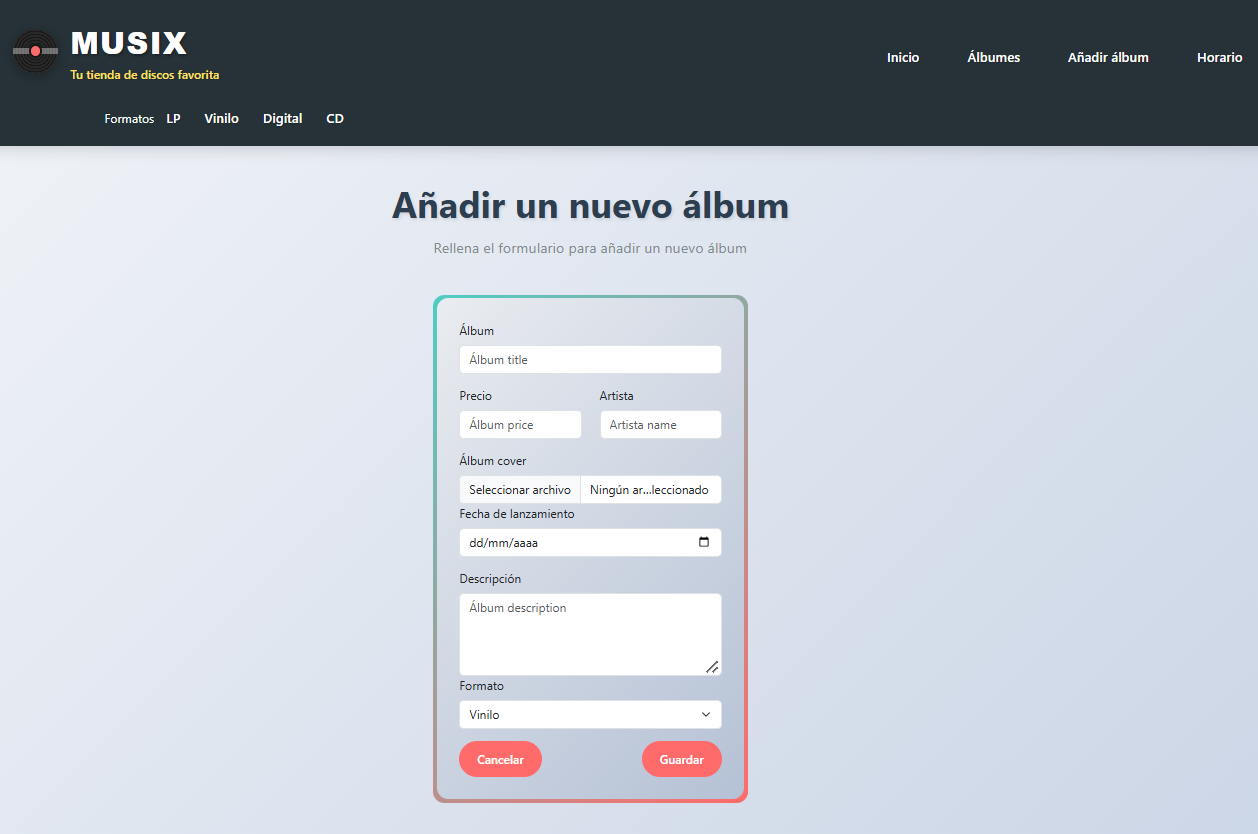 MUSIX
Tu tienda de discos favorita
Inicio Álbumes Añadir álbum Horario
Formatos LP Vinilo Digital CD
Añadir un nuevo álbum
Rellena el formulario para añadir un nuevo álbum
Álbum
Álbum title
Precio Artista
Álbum price Artista name
Álbum cover
Seleccionar archivo Ningún ar...leccionado
Fecha de lanzamiento
dd/mm/aaaa
Descripción
Álbum description
Formato
Vinilo
Cancelar Guardar